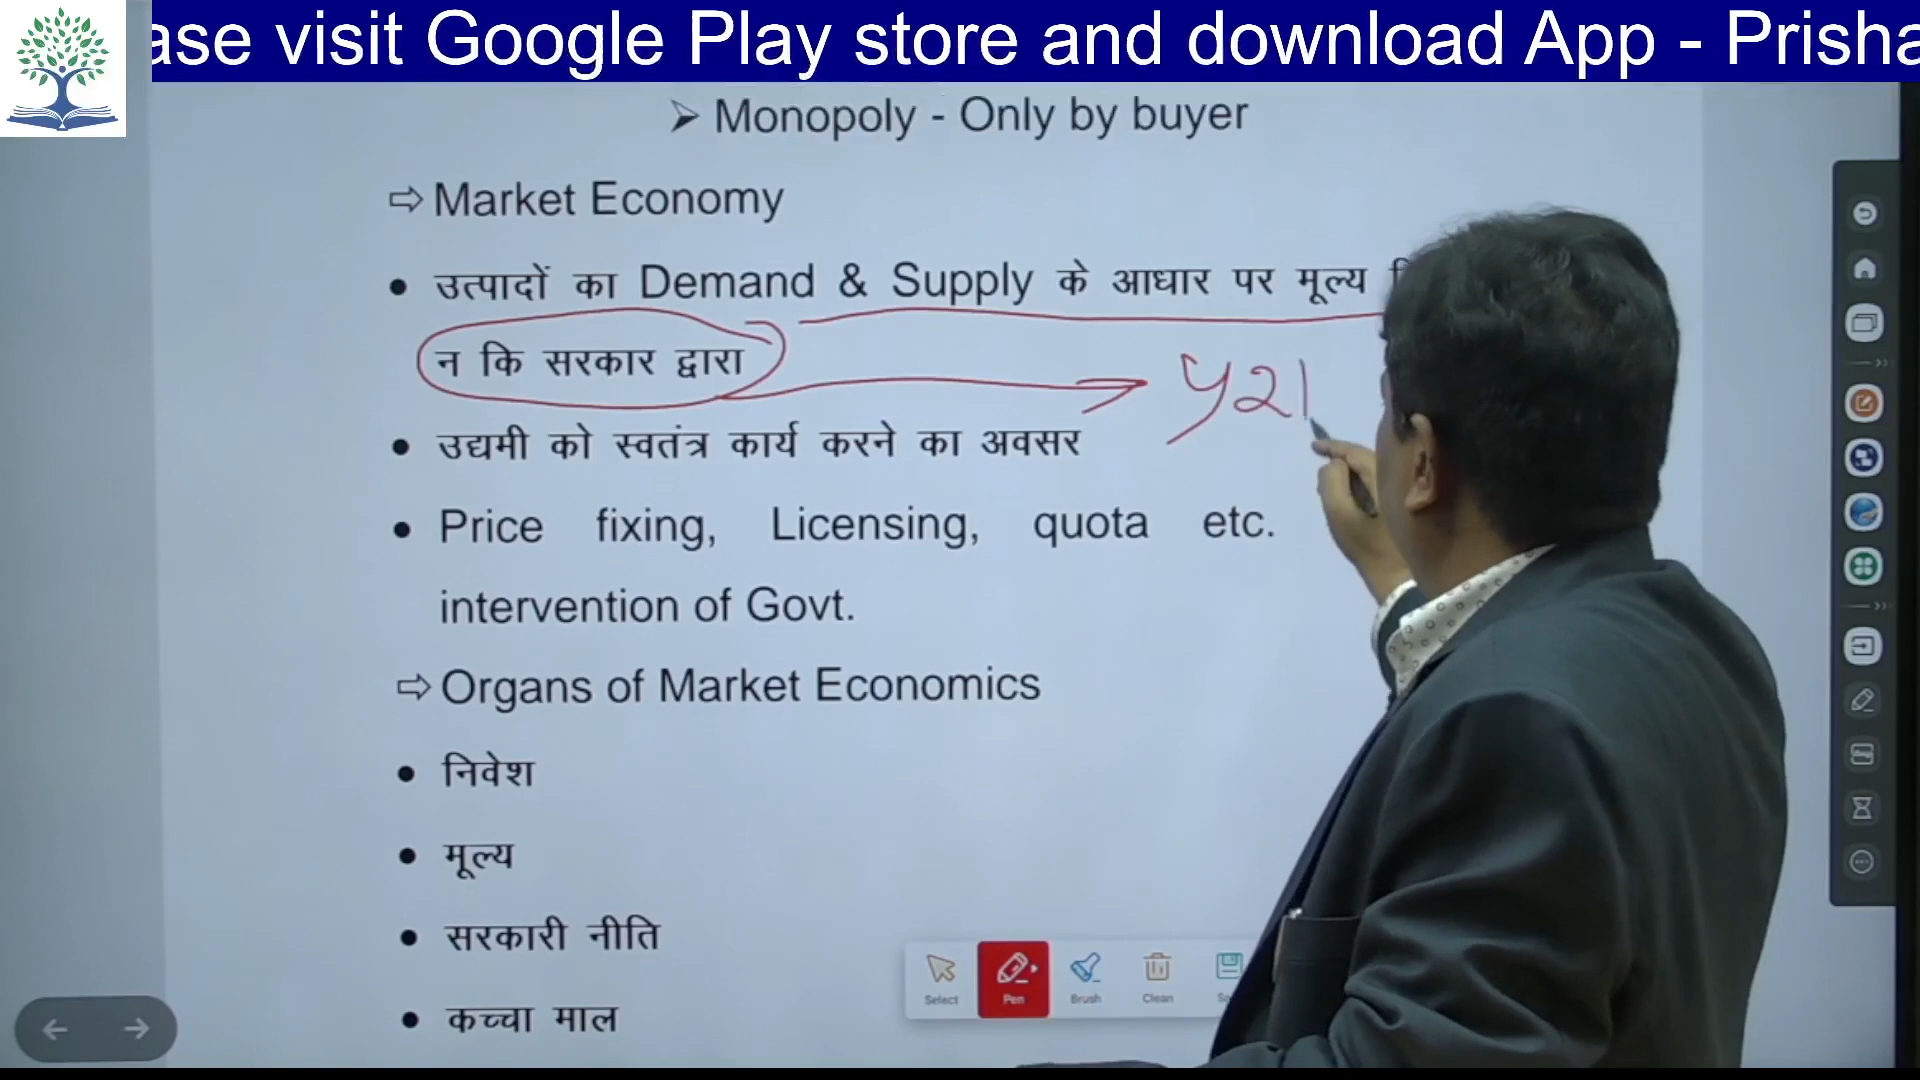 ase visit Google Play store and download App - Prisha
➢ Monopoly - Only by buyer
⇨ Market Economy
• उत्पादों का Demand & Supply के आधार पर मूल्य
न कि सरकार द्वारा
• उद्यमी को स्वतंत्र कार्य करने का अवसर
• Price fixing, Licensing, quota etc.
intervention of Govt.
⇨ Organs of Market Economics
• निवेश
• मूल्य
• सरकारी नीति
• कच्चा माल
Select Pen Brush Clean